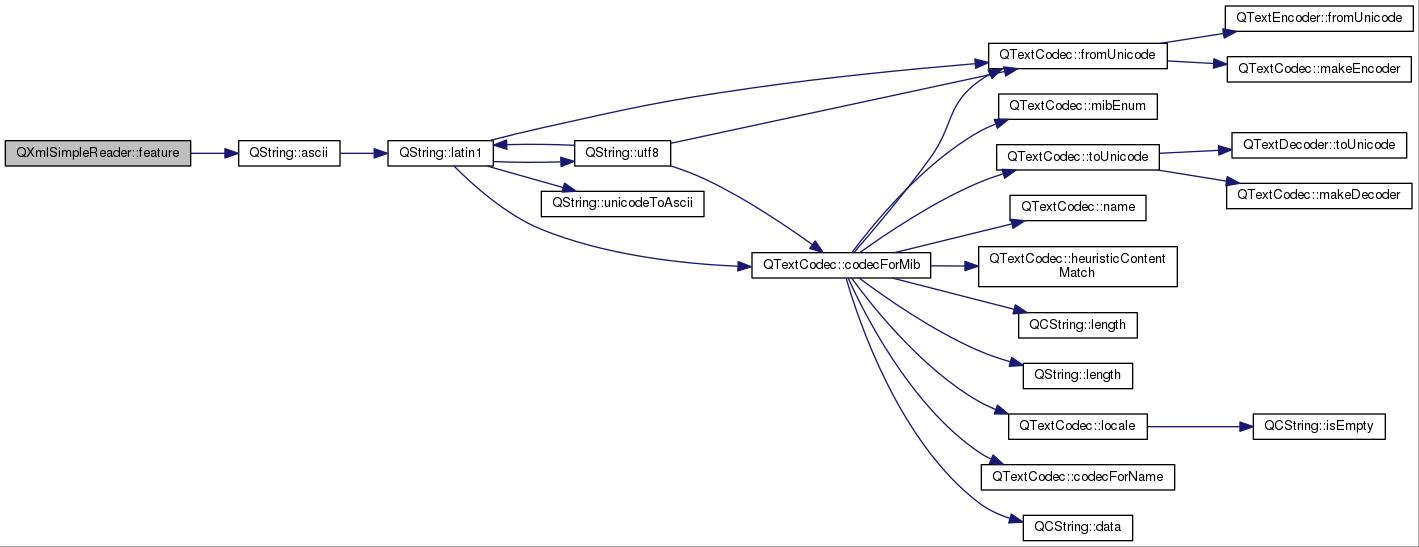 QXmlSimpleReader::feature
QString::ascii
QString::latin1
QString::utf8
QString::unicodeToAscii
QTextCodec::codecForMib
QTextCodec::fromUnicode
QTextEncoder::fromUnicode
QTextCodec::makeEncoder
QTextCodec::mibEnum
QTextCodec::toUnicode
QTextDecoder::toUnicode
QTextCodec::makeDecoder
QTextCodec::name
QTextCodec::heuristicContent
Match
QCString::length
QString::length
QTextCodec::locale
QCString::isEmpty
QTextCodec::codecForName
QCString::data